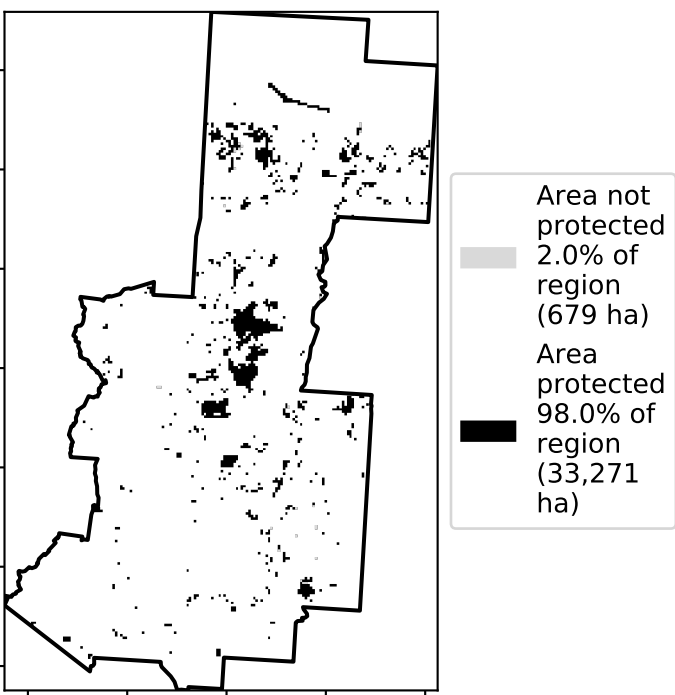 Area not
protected
2.0% of
region
(679 ha)
Area
protected
98.0% of
region
(33,271
ha)